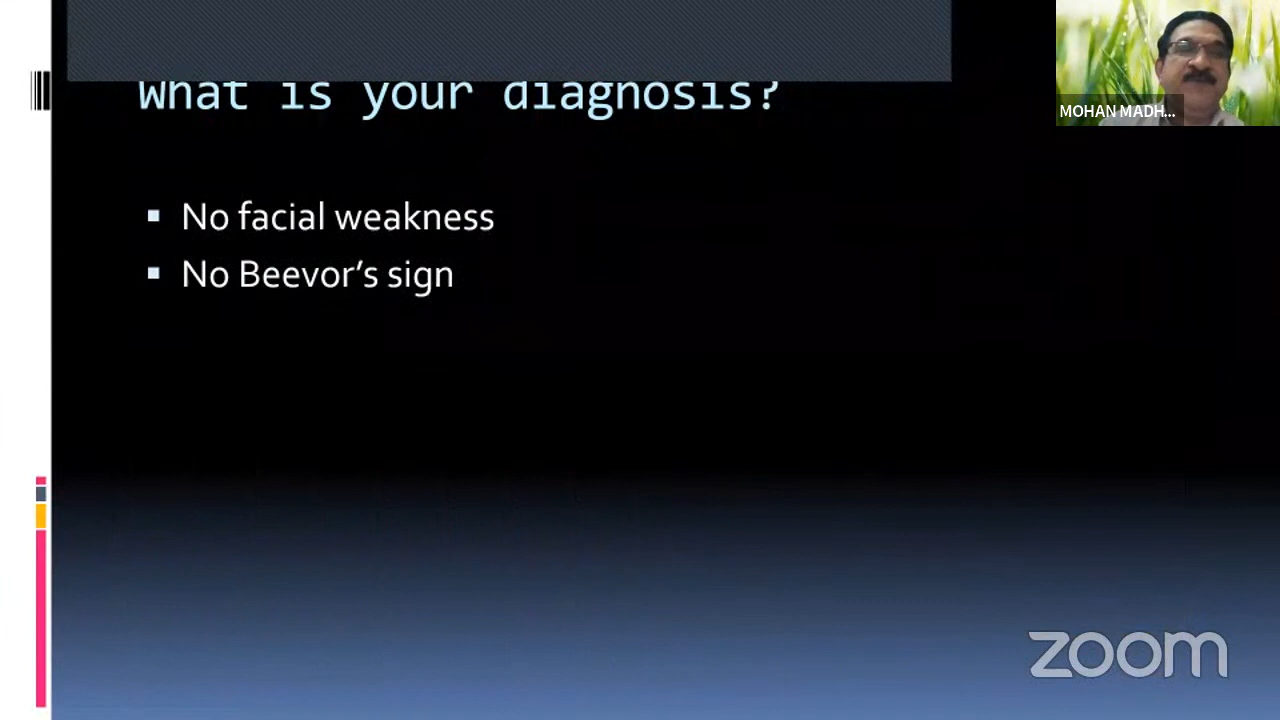 What is your diagnosis?
MOHAN MADH...
▪ No facial weakness
▪ No Beevor's sign
zoom